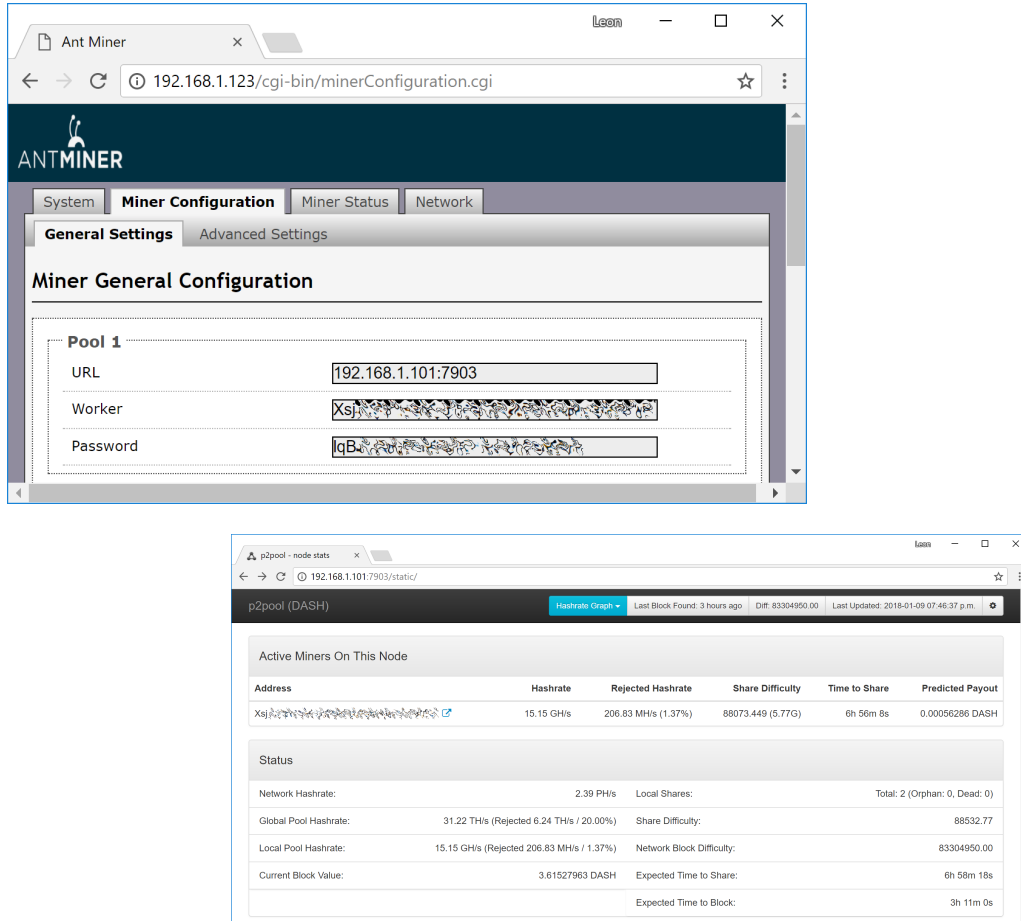 Leon
Ant Miner
192.168.1.123/cgi-bin/minerConfiguration.cgi
ANTMINER
System Miner Configuration Miner Status Network
General Settings Advanced Settings
Miner General Configuration
Pool 1
URL 192.168.1.101:7903
Worker Xsj
Password IqB
Leon
p2pool - node stats
192.168.1.101:7903/static/
p2pool (DASH) Hashrate Graph Last Block Found: 3 hours ago Diff: 83304950.00 Last Updated: 2018-01-09 07:46:37 p.m.
Active Miners On This Node
Address Hashrate Rejected Hashrate Share Difficulty Time to Share Predicted Payout
Xsj 15.15 GH/s 206.83 MH/s (1.37%) 88073.449 (5.77G) 6h 56m 8s 0.00056286 DASH
Status
Network Hashrate: 2.39 PH/s Local Shares: Total: 2 (Orphan: 0, Dead: 0)
Global Pool Hashrate: 31.22 TH/s (Rejected 6.24 TH/s / 20.00%) Share Difficulty: 88532.77
Local Pool Hashrate: 15.15 GH/s (Rejected 206.83 MH/s / 1.37%) Network Block Difficulty: 83304950.00
Current Block Value: 3.61527963 DASH Expected Time to Share: 6h 58m 18s
Expected Time to Block: 3h 11m 0s